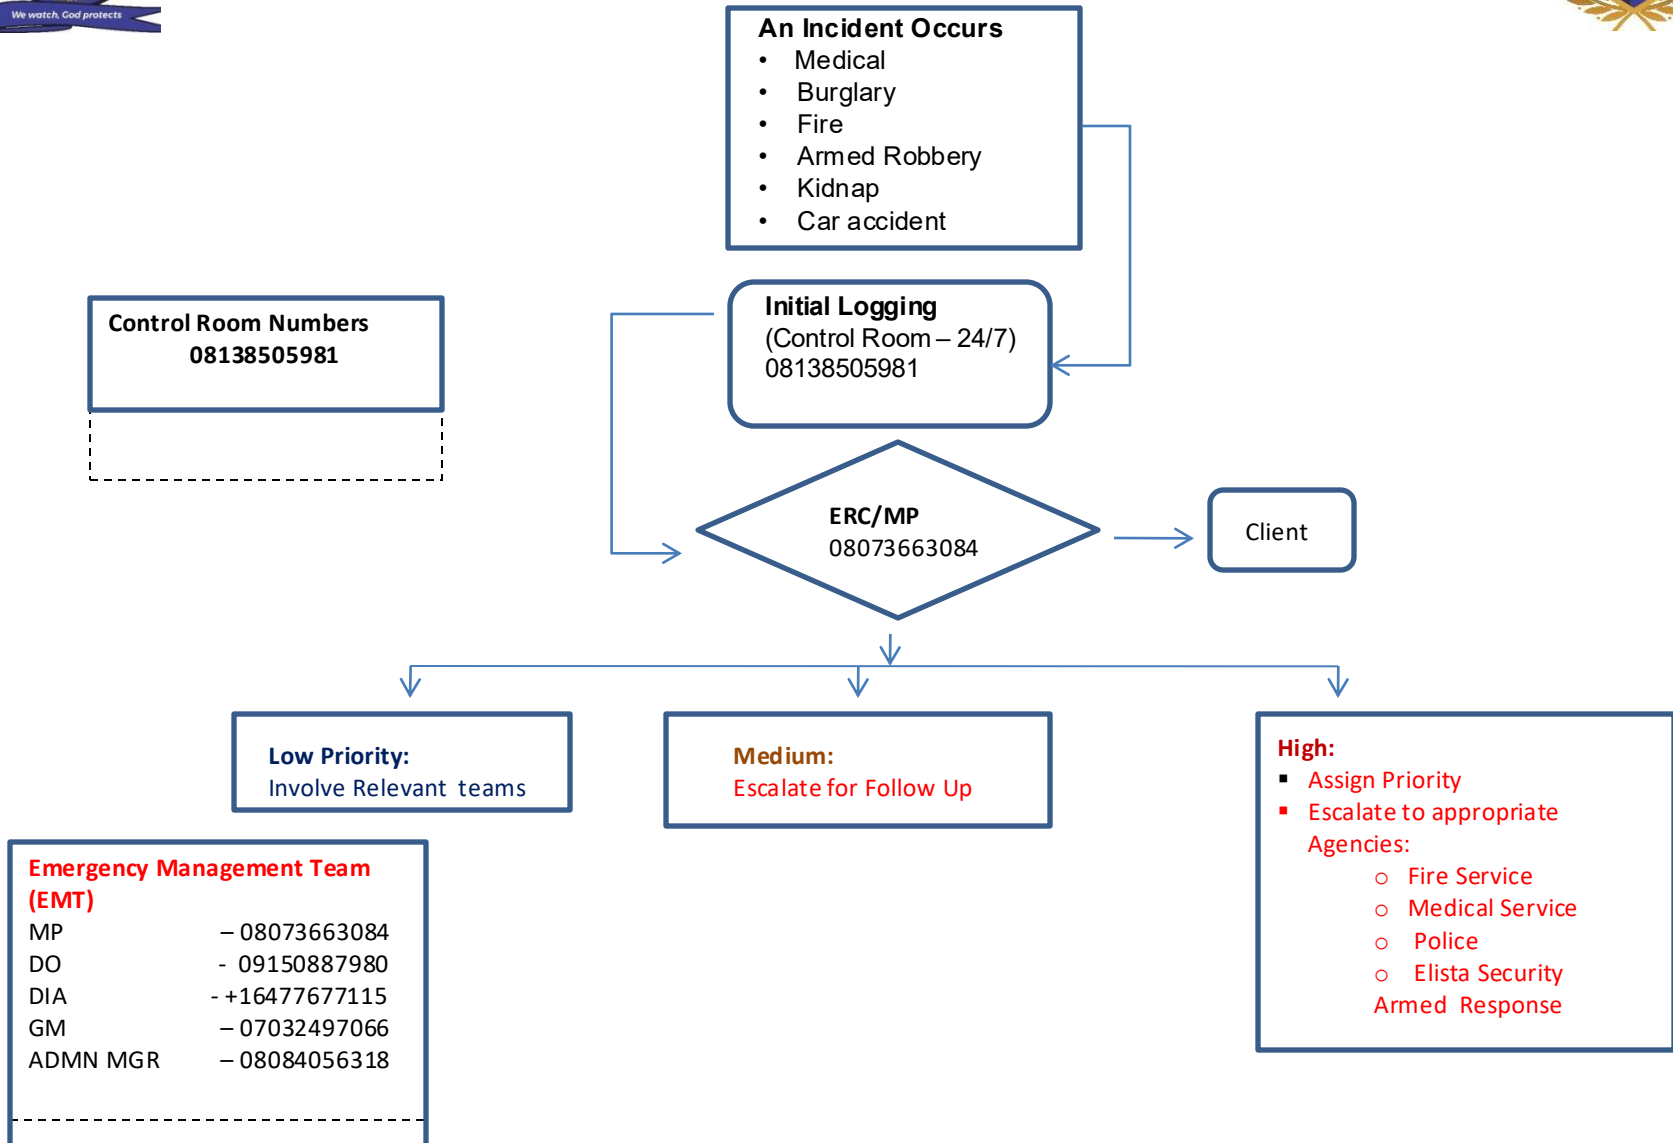 We watch, God protects
An Incident Occurs
• Medical
• Burglary
• Fire
• Armed Robbery
• Kidnap
• Car accident
Control Room Numbers
08138505981
Initial Logging
(Control Room – 24/7)
08138505981
ERC/MP
08073663084
Client
Low Priority:
Involve Relevant teams
Medium:
Escalate for Follow Up
High:
▪ Assign Priority
▪ Escalate to appropriate
Agencies:
o Fire Service
o Medical Service
o Police
o Elista Security
Armed Response
Emergency Management Team
(EMT)
MP – 08073663084
DO - 09150887980
DIA - +16477677115
GM – 07032497066
ADMN MGR – 08084056318